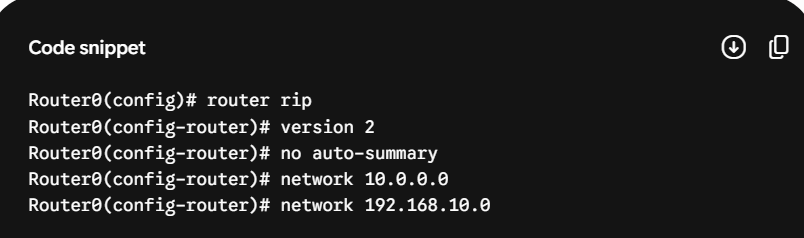 Code snippet
Router0(config)# router rip
Router0(config-router)# version 2
Router0(config-router)# no auto-summary
Router0(config-router)# network 10.0.0.0
Router0(config-router)# network 192.168.10.0